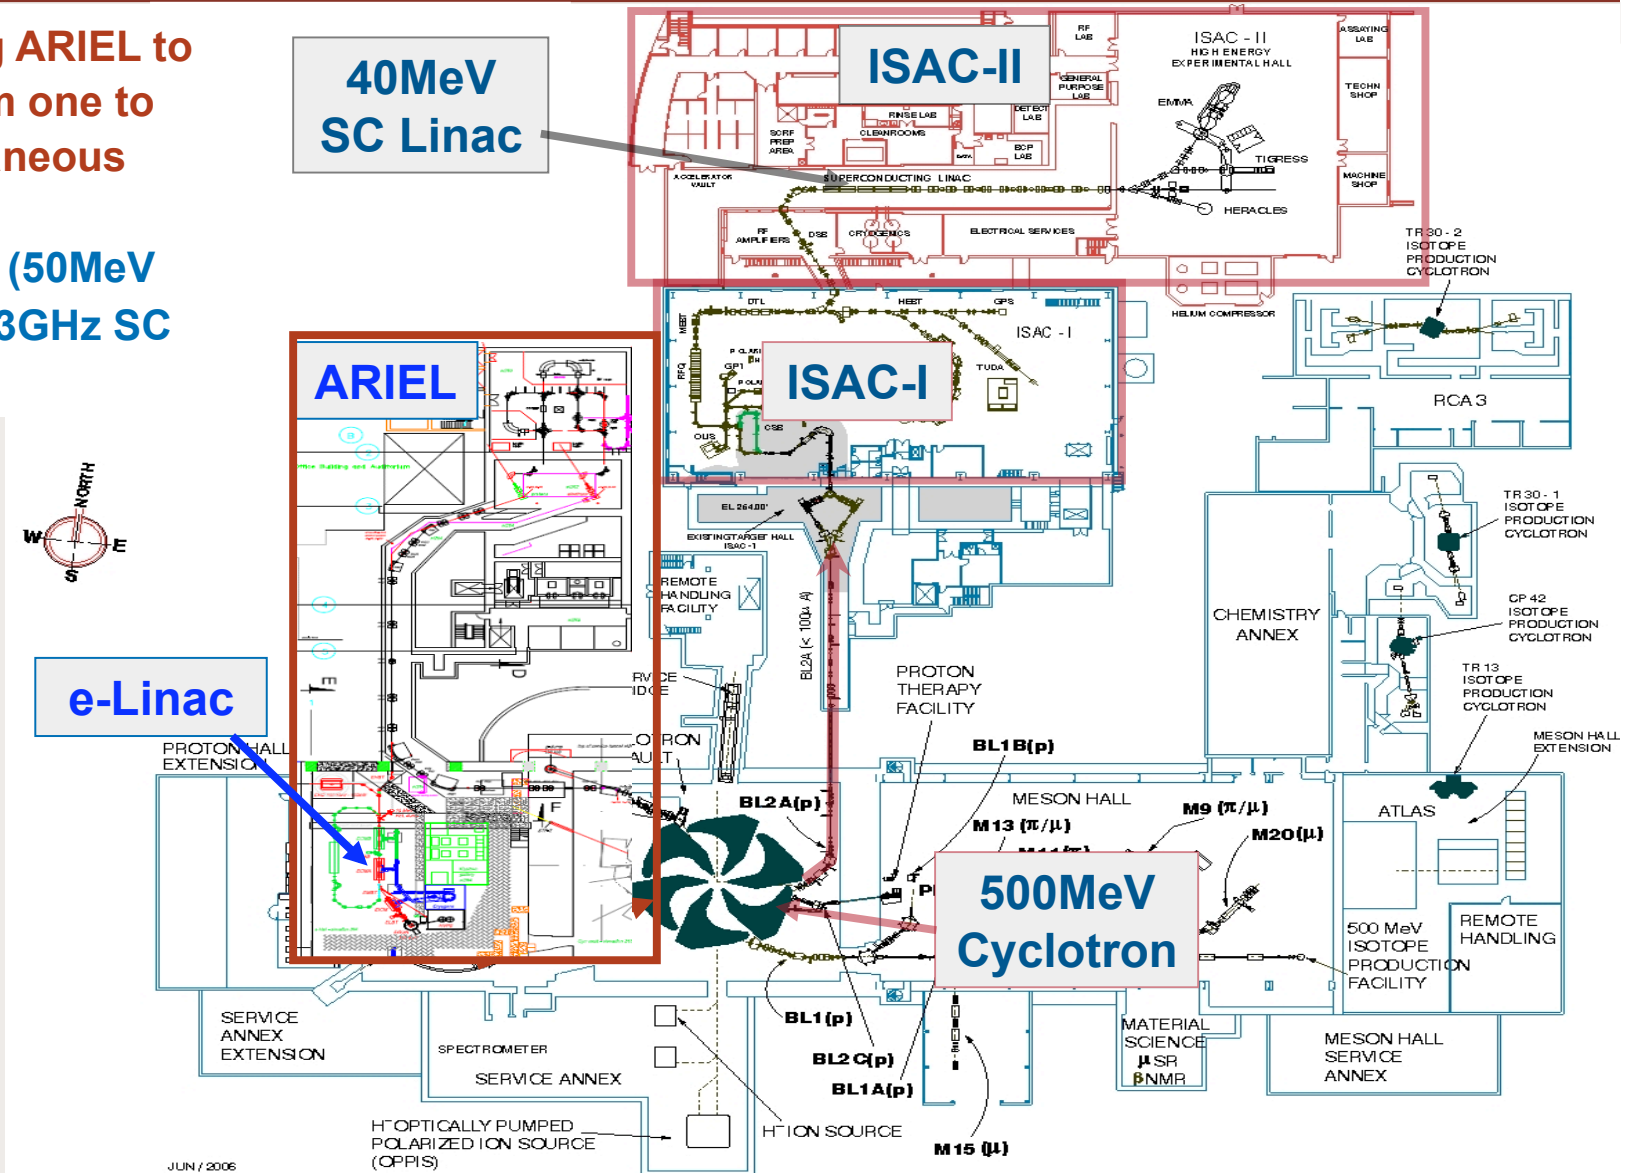 g ARIEL to
n one to
aneous
(50MeV
3GHz SC
40MeV
SC Linac
ISAC-II
RF
LAB
ISAC - II
HIGH ENERGY
EXPERIMENTAL HALL
ASSAYING
LAB
GENERAL
PURPOSE
LAB
TECHN
SHOP
EMMA
DETECT
LAB
RINSE LAB
CLEANROOMS
SCRF
PREP
AREA
BCP
LAB
TIGRESS
MACHINE
SHOP
ACCELERATOR
VAULT
SUPERCONDUCTING LINAC
HERACLES
RF
AMPLIFIERS
DSB
CRYOGENICS
ELECTRICAL SERVICES
TR 30 - 2
ISOTOPE
PRODUCTION
CYCLOTRON
HELIUM COMPRESSOR
DTL
HEBT
GPS
MEBT
ISAC - I
RFQ
TUDA
ISAC-I
ARIEL
RCA 3
OLIS
CSB
NORTH
W
E
S
EL 264.00'
EXISTING TARGET HALL
ISAC-1
TR 30 - 1
ISOTOPE
PRODUCTION
CYCLOTRON
REMOTE
HANDLING
FACILITY
BL2A (< 100μ A)
CHEMISTRY
ANNEX
CP 42
ISOTOPE
PRODUCTION
CYCLOTRON
PROTON
THERAPY
FACILITY
TR 13
ISOTOPE
PRODUCTION
CYCLOTRON
e-Linac
PROTON HALL
EXTENSION
BL1B(p)
MESON HALL
EXTENSION
BL2A(p)
MESON HALL
M9 (π/μ)
ATLAS
M13 (π/μ)
M20(μ)
500MeV
Cyclotron
500 MeV
ISOTOPE
PRODUCTION
FACILITY
REMOTE
HANDLING
SERVICE
ANNEX
EXTENSION
SPECTROMETER
SERVICE ANNEX
BL1(p)
BL2C(p)
BL1A(p)
MATERIAL
SCIENCE
μSR
βNMR
MESON HALL
SERVICE
ANNEX
H⁻OPTICALLY PUMPED
POLARIZED ION SOURCE
(OPPIS)
H⁻ION SOURCE
M15 (μ)
JUN / 2006